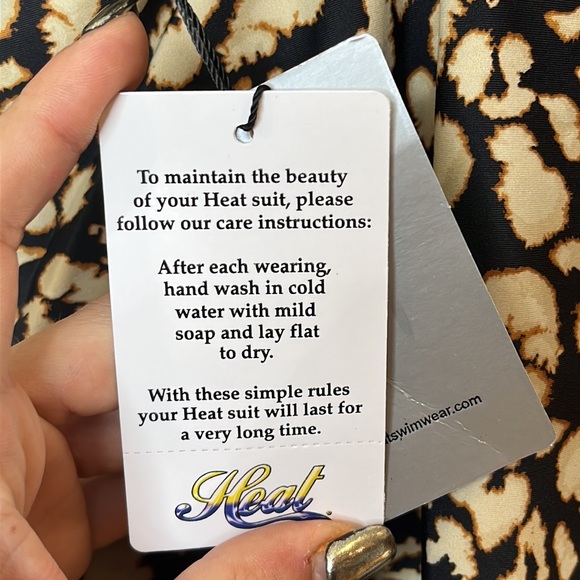 To maintain the beauty
of your Heat suit, please
follow our care instructions:
After each wearing,
hand wash in cold
water with mild
soap and lay flat
to dry.
With these simple rules
your Heat suit will last for
a very long time.
Heat
tswimwear.com